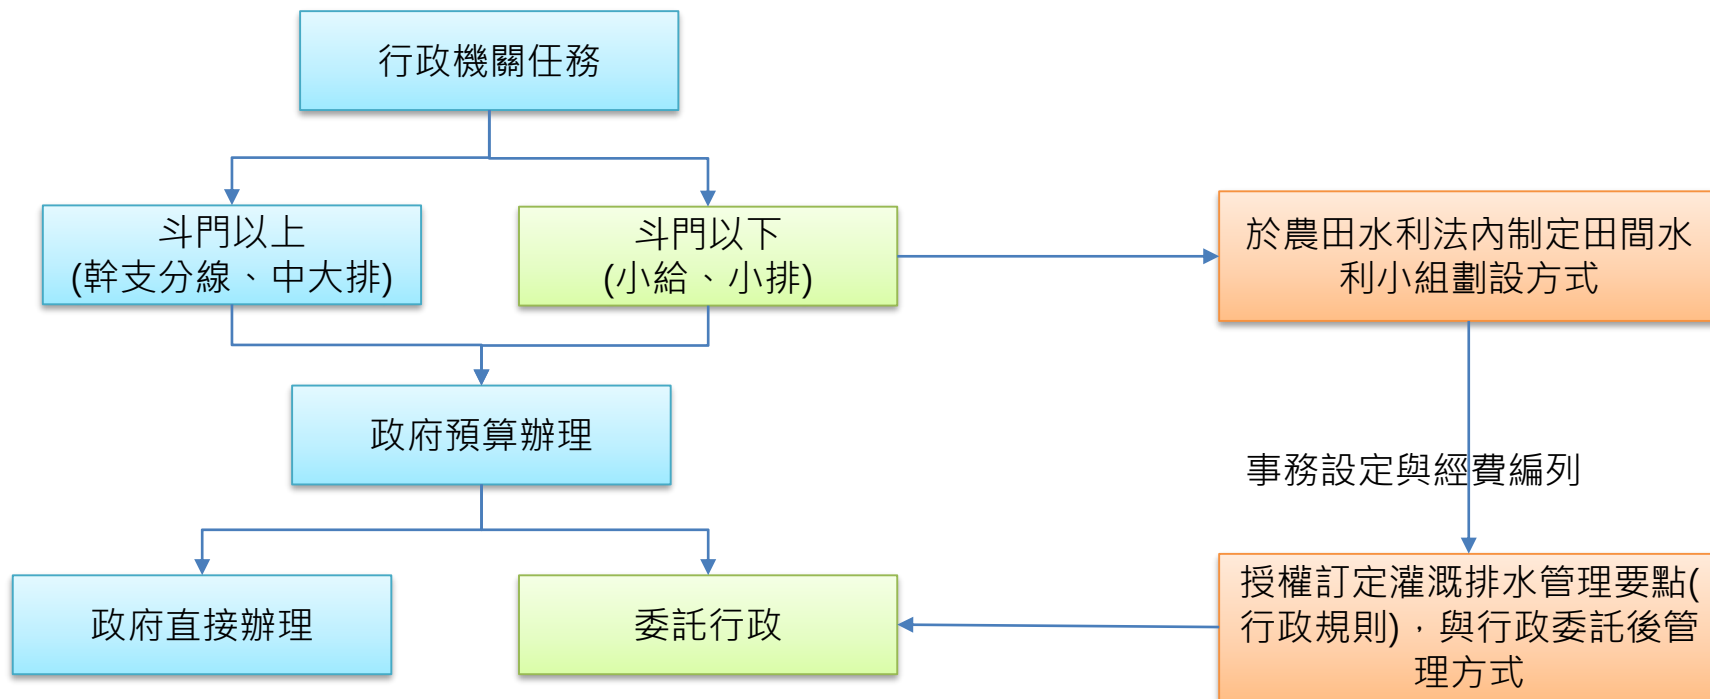 行政機關任務
斗門以上
(幹支分線、中大排)
斗門以下
(小給、小排)
於農田水利法內制定田間水
利小組劃設方式
政府預算辦理
事務設定與經費編列
政府直接辦理
委託行政
授權訂定灌溉排水管理要點(
行政規則)，與行政委託後管
理方式